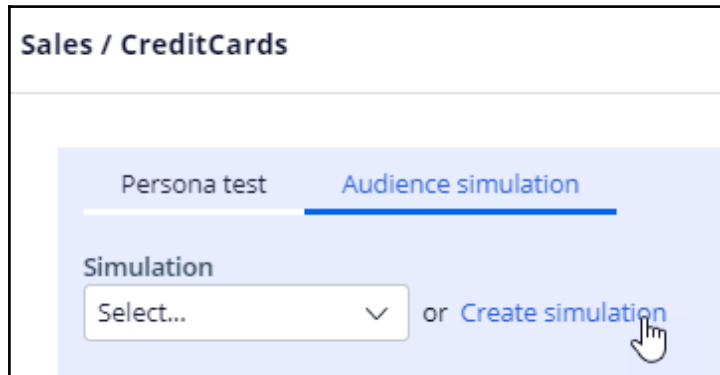 Sales / CreditCards
Persona test Audience simulation
Simulation
Select... or Create simulation